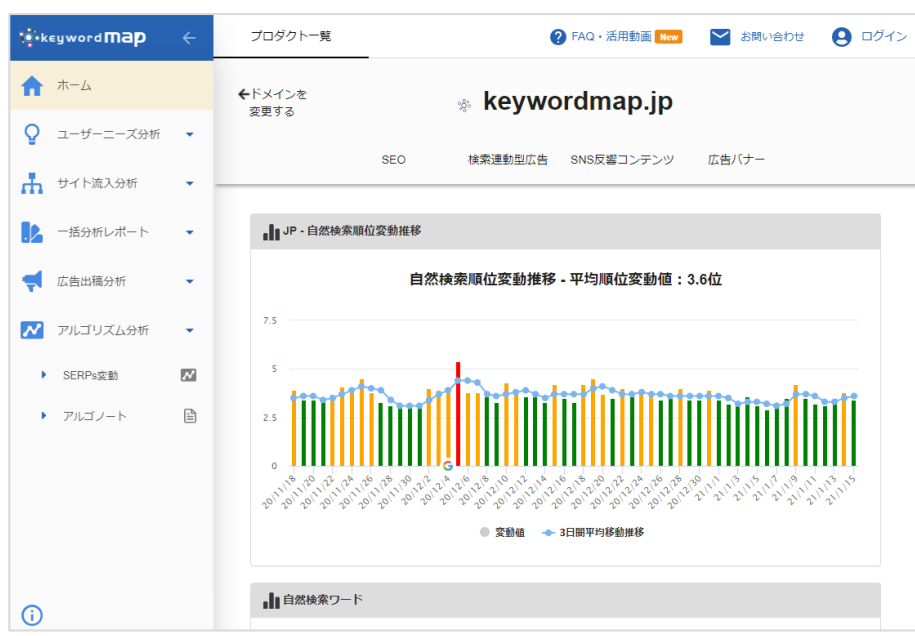 keywordmap
プロダクト一覧
FAQ・活用動画 New
お問い合わせ
ログイン
ホーム
ユーザーニーズ分析
サイト流入分析
一括分析レポート
広告出稿分析
アルゴリズム分析
SERPs変動
アルゴノート
ドメインを
変更する
keywordmap.jp
SEO
検索連動型広告
SNS反響コンテンツ
広告バナー
JP - 自然検索順位変動推移
自然検索順位変動推移 - 平均順位変動値：3.6位
7.5
5
2.5
0
G
20/11/18
20/11/20
20/11/22
20/11/24
20/11/26
20/11/28
20/11/30
20/12/2
20/12/4
20/12/6
20/12/8
20/12/10
20/12/12
20/12/14
20/12/16
20/12/18
20/12/20
20/12/22
20/12/24
20/12/26
20/12/28
20/12/30
21/1/1
21/1/3
21/1/5
21/1/7
21/1/9
21/1/11
21/1/13
21/1/15
変動値
3日間平均移動推移
自然検索ワード